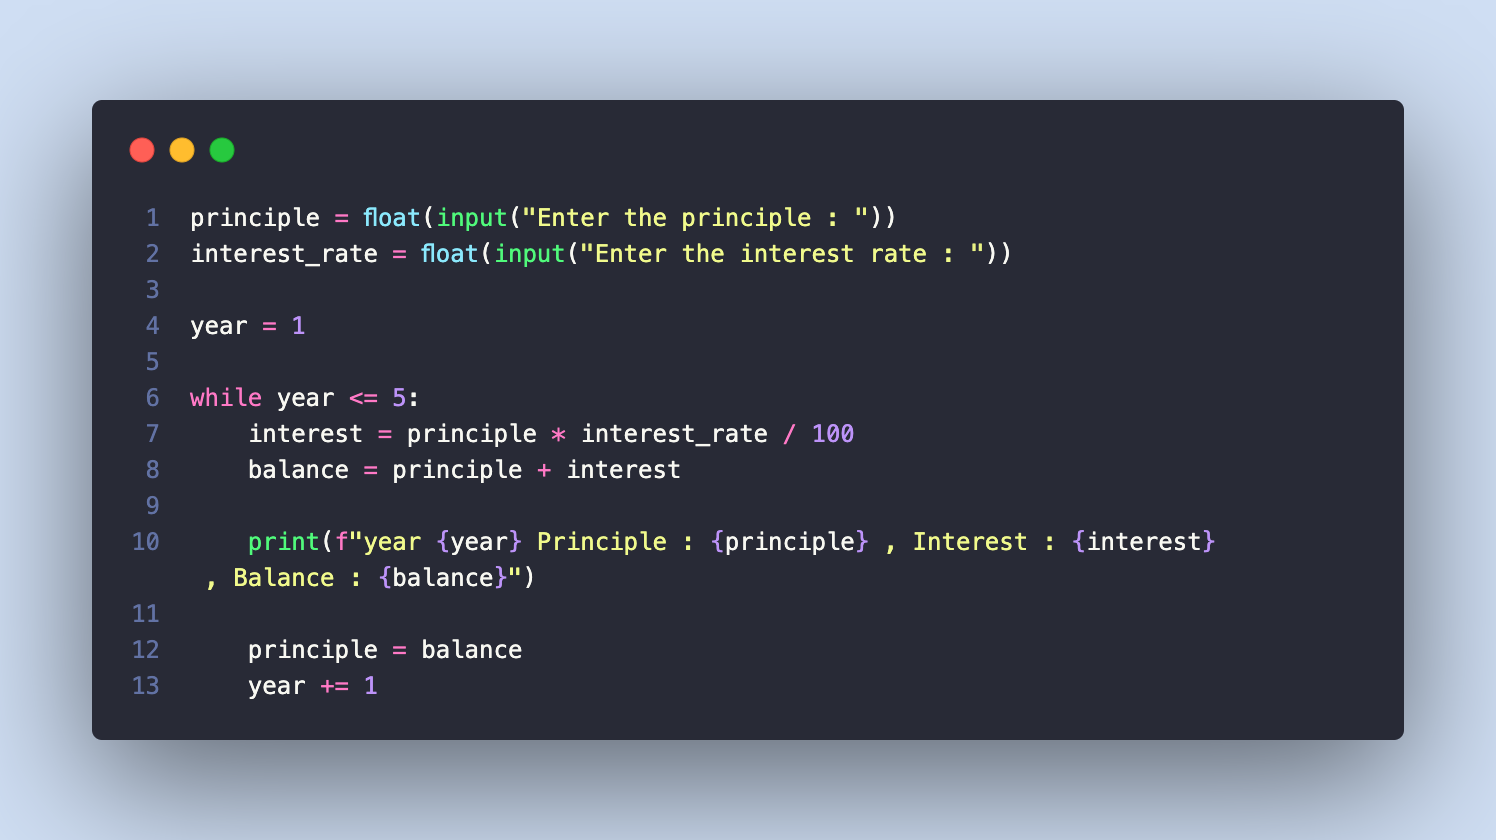 1 principle = float(input("Enter the principle : "))
2 interest_rate = float(input("Enter the interest rate : "))
3
4 year = 1
5
6 while year <= 5:
7     interest = principle * interest_rate / 100
8     balance = principle + interest
9
10     print(f"year {year} Principle : {principle} , Interest : {interest}
 , Balance : {balance}")
11
12     principle = balance
13     year += 1